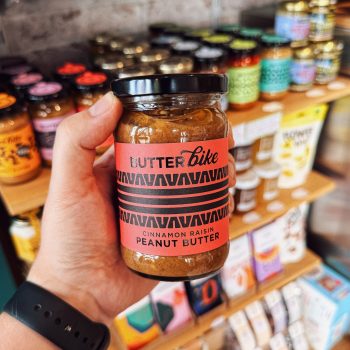 BUTTER bike
CINNAMON RAISIN
PEANUT BUTTER